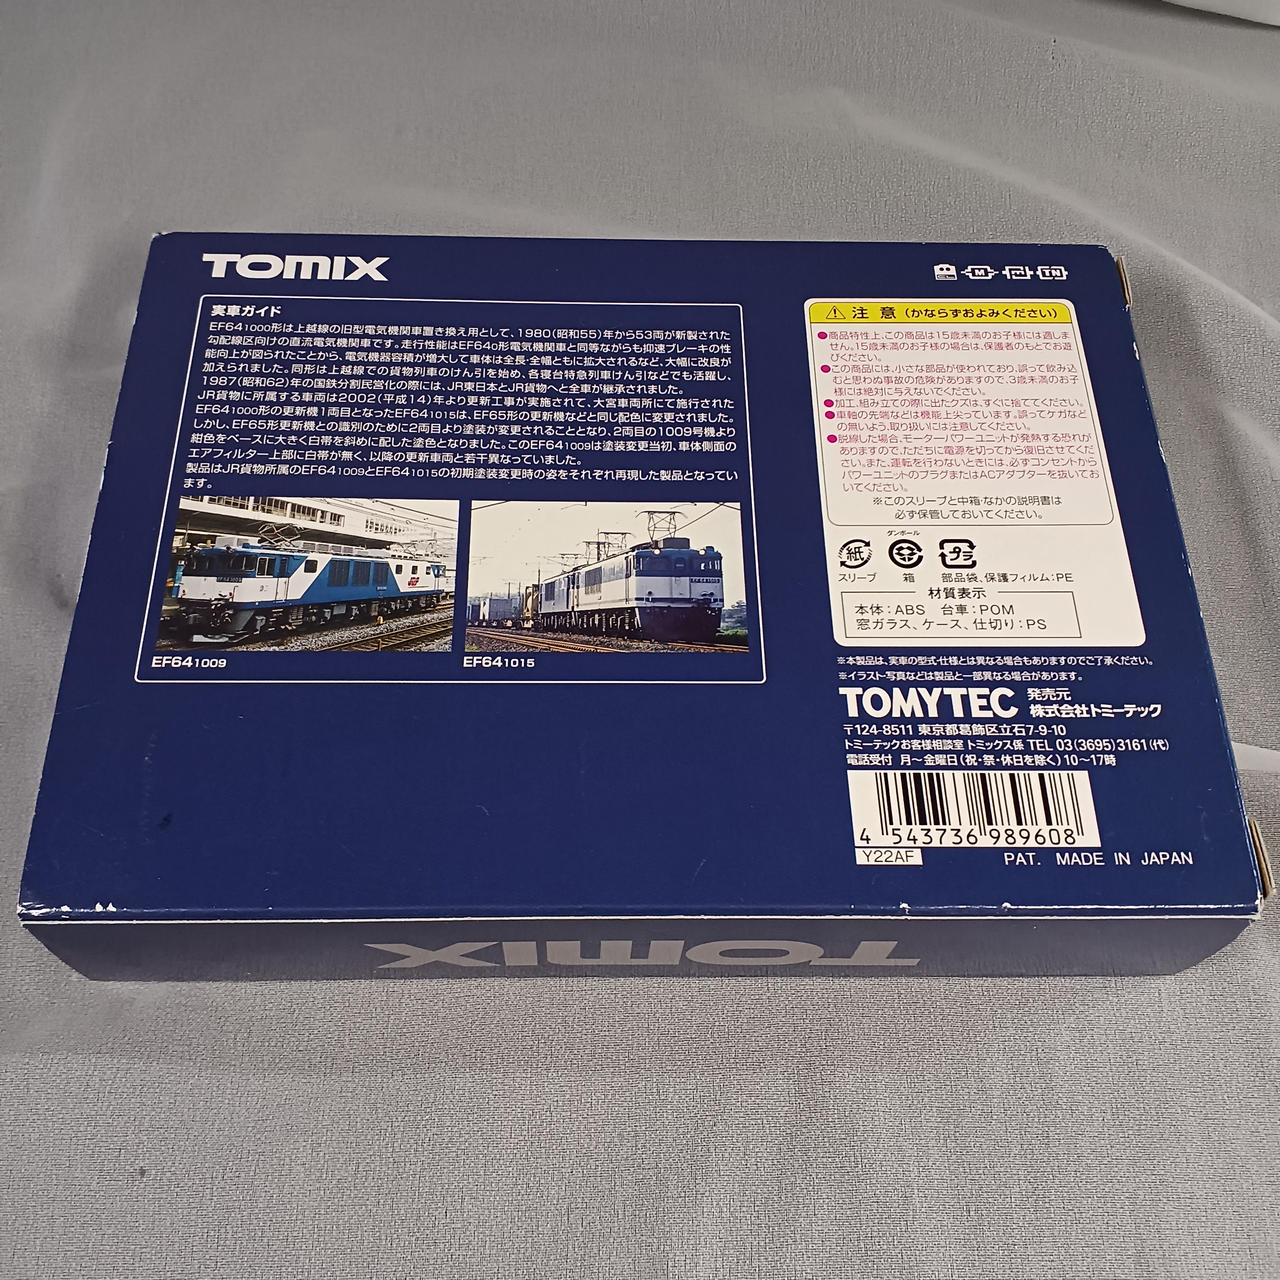 TOMIX
M TN
実車ガイド
EF641000形は上越線の旧型電気機関車置き換え用として、1980(昭和55)年から53両が新製された
勾配線区向けの直流電気機関車です。走行性能はEF640形電気機関車と同等ながらも抑速ブレーキの性
能向上が図られたことから、電気機器容積が増大して車体は全長・全幅ともに拡大されるなど、大幅に改良が
加えられました。同形は上越線での貨物列車のけん引を始め、各寝台特急列車けん引などでも活躍し、
1987(昭和62)年の国鉄分割民営化の際には、JR東日本とJR貨物へと全車が継承されました。
JR貨物に所属する車両は2002(平成14)年より更新工事が実施されて、大宮車両所にて施行された
EF641000形の更新機1両目となったEF641015は、EF65形の更新機などと同じ配色に変更されました。
しかし、EF65形更新機との識別のために2両目より塗装が変更されることとなり、2両目の1009号機より
紺色をベースに大きく白帯を斜めに配した塗色となりました。このEF641009は塗装変更当初、車体側面の
エアフィルター上部に白帯が無く、以降の更新車両と若干異なっていました。
製品はJR貨物所属のEF641009とEF641015の初期塗装変更時の姿をそれぞれ再現した製品となってい
ます。
EF641009
EF641015
注意 (かならずおよみください)
●商品特性上、この商品は15歳未満のお子様には適しま
せん。15歳未満のお子様の場合は、保護者のもとでお遊
びください。
●この商品には、小さな部品が使われており、誤って飲み込
むと思わぬ事故の危険がありますので、3歳未満のお子
様には絶対に与えないでください。
●加工、組み立ての際に出たクズは、すぐに捨ててください。
●車軸の先端などは機能上尖っています。誤ってケガなど
の無いよう、取り扱いには注意してください。
●脱線した場合、モーターパワーユニットが発熱する恐れが
ありますので、ただちに電源を切ってから復旧させてくだ
さい。また、運転を行わないときには、必ずコンセントから
パワーユニットのプラグまたはACアダプターを抜いてお
いてください。
※このスリーブと中箱・なかの説明書は
必ず保管しておいてください。
ダンボール
紙
プラ
スリーブ 箱 部品袋、保護フィルム:PE
材質表示
本体:ABS 台車:POM
窓ガラス、ケース、仕切り:PS
※本製品は、実車の型式・仕様とは異なる場合もありますのでご了承ください。
※イラスト・写真などは製品と一部異なる場合があります。
TOMYTEC 発売元
株式会社トミーテック
〒124-8511 東京都葛飾区立石7-9-10
トミーテックお客様相談室 トミックス係 TEL 03(3695)3161(代)
電話受付 月〜金曜日(祝・祭・休日を除く)10〜17時
4 543736 989608
Y22AF
PAT. MADE IN JAPAN
TOMIX